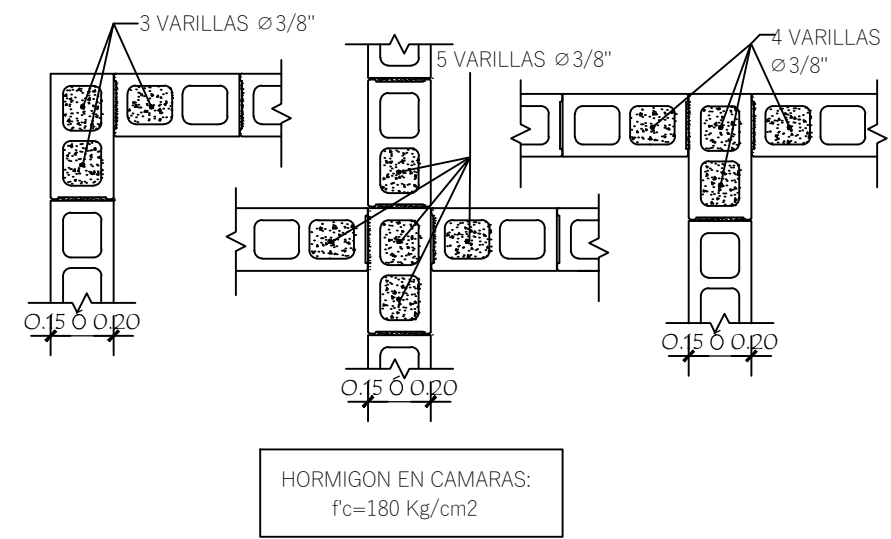 3 VARILLAS ∅3/8"
5 VARILLAS ∅3/8"
4 VARILLAS
∅3/8"
0.15 Ó 0.20
0.15 Ó 0.20
0.15 Ó 0.20
HORMIGON EN CAMARAS:
f'c=180 Kg/cm2